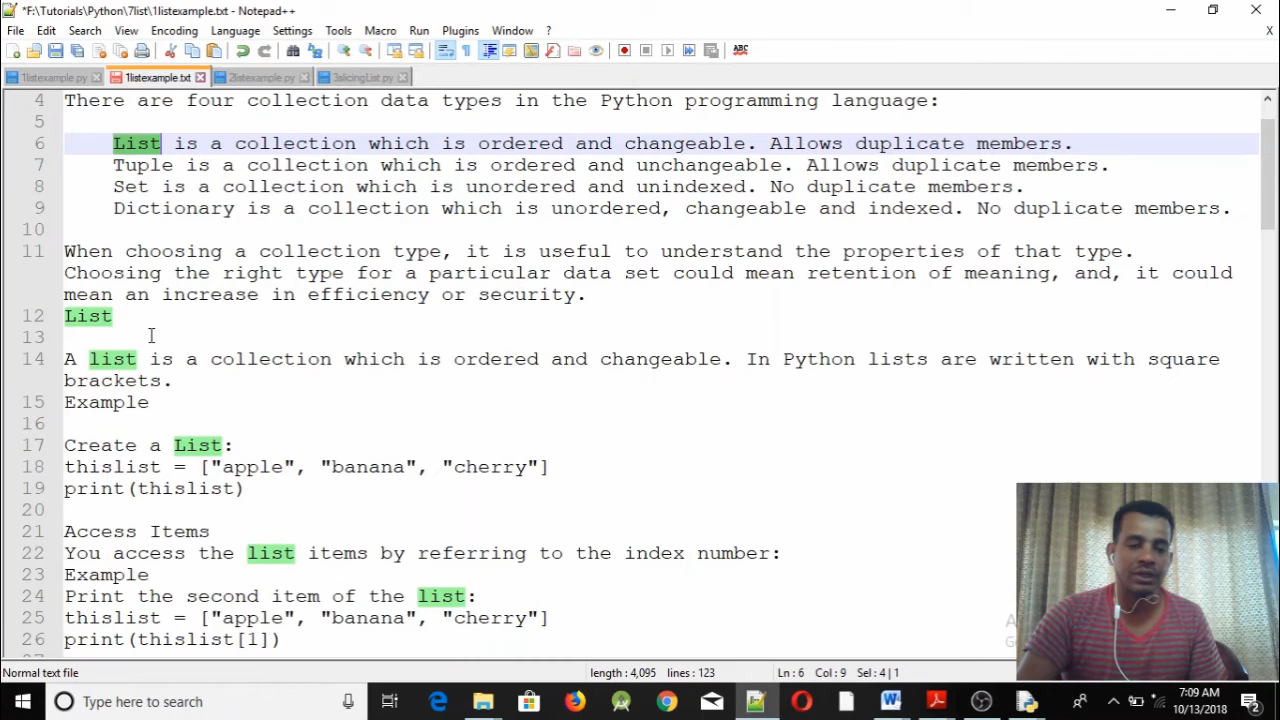 *F:\Tutorials\Python\7list\1listexample.txt - Notepad++
File Edit Search View Encoding Language Settings Tools Macro Run Plugins Window ? X
ABC
1listexample.py 1listexample.txt 2listexample.py 3slicingList.py
4 There are four collection data types in the Python programming language:
5
6 List is a collection which is ordered and changeable. Allows duplicate members.
7 Tuple is a collection which is ordered and unchangeable. Allows duplicate members.
8 Set is a collection which is unordered and unindexed. No duplicate members.
9 Dictionary is a collection which is unordered, changeable and indexed. No duplicate members.
10
11 When choosing a collection type, it is useful to understand the properties of that type.
Choosing the right type for a particular data set could mean retention of meaning, and, it could
mean an increase in efficiency or security.
12 List
13
14 A list is a collection which is ordered and changeable. In Python lists are written with square
brackets.
15 Example
16
17 Create a List:
18 thislist = ["apple", "banana", "cherry"]
19 print(thislist)
20
21 Access Items
22 You access the list items by referring to the index number:
23 Example
24 Print the second item of the list:
25 thislist = ["apple", "banana", "cherry"]
26 print(thislist[1])
Normal text file length : 4,095 lines : 123 Ln : 6 Col : 9 Sel : 4 | 1
Type here to search
7:09 AM
10/13/2018
2